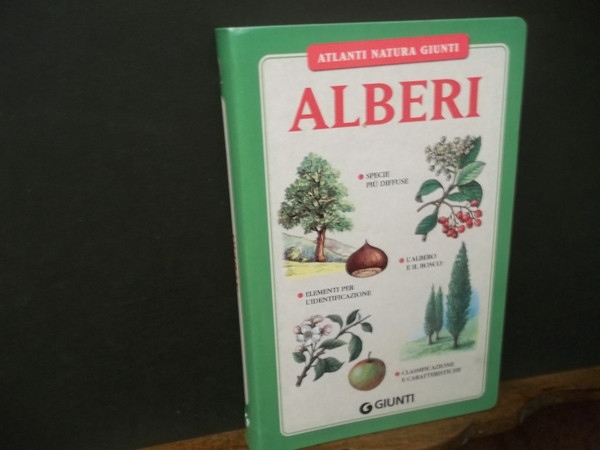 ATLANTI NATURA GIUNTI
ALBERI
SPECIE
PIÙ DIFFUSE
L'ALBERO
E IL BOSCO
ELEMENTI PER
L'IDENTIFICAZIONE
CLASSIFICAZIONE
E CARATTERISTICHE
GIUNTI